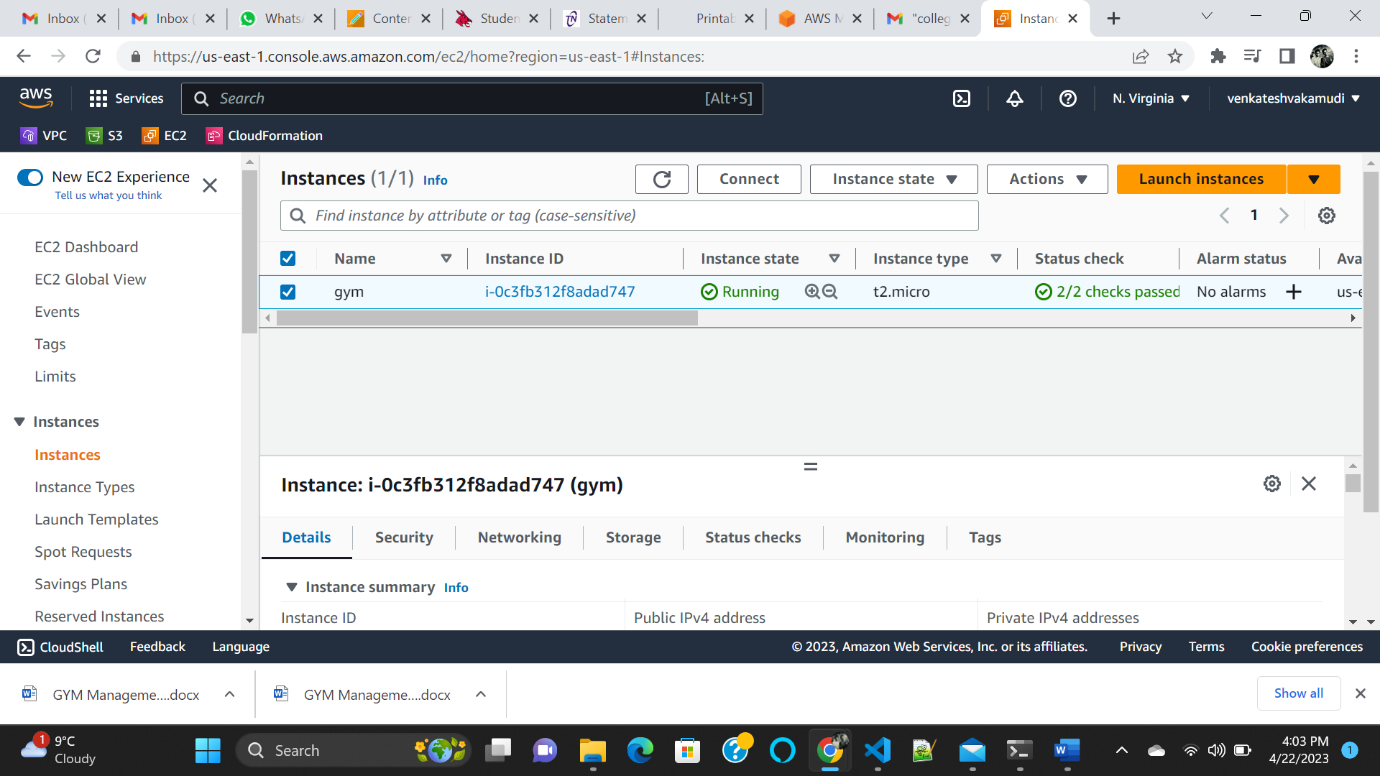 Inbox (
Inbox (
Whats
Conter
Studen
Statem
Printab
AWS M
"colleg
Instanc
https://us-east-1.console.aws.amazon.com/ec2/home?region=us-east-1#Instances:
aws
Services
Search
[Alt+S]
N. Virginia
venkateshvakamudi
VPC
S3
EC2
CloudFormation
New EC2 Experience
Tell us what you think
EC2 Dashboard
EC2 Global View
Events
Tags
Limits
Instances
Instances
Instance Types
Launch Templates
Spot Requests
Savings Plans
Reserved Instances
Instances (1/1) Info
Connect
Instance state
Actions
Launch instances
Find instance by attribute or tag (case-sensitive)
1
Name
Instance ID
Instance state
Instance type
Status check
Alarm status
Ava
gym
i-0c3fb312f8adad747
Running
t2.micro
2/2 checks passed
No alarms
us-e
Instance: i-0c3fb312f8adad747 (gym)
Details
Security
Networking
Storage
Status checks
Monitoring
Tags
Instance summary Info
Instance ID
Public IPv4 address
Private IPv4 addresses
CloudShell
Feedback
Language
© 2023, Amazon Web Services, Inc. or its affiliates.
Privacy
Terms
Cookie preferences
GYM Manageme....docx
GYM Manageme....docx
Show all
1
9°C
Cloudy
Search
4:03 PM
4/22/2023
1